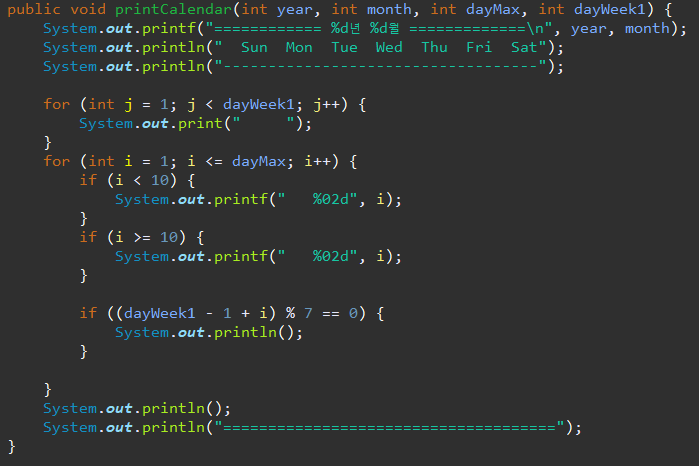 public void printCalendar(int year, int month, int dayMax, int dayWeek1) {
    System.out.printf("============ %d년 %d월 =============\n", year, month);
    System.out.println("  Sun  Mon  Tue  Wed  Thu  Fri  Sat");
    System.out.println("-----------------------------------");

    for (int j = 1; j < dayWeek1; j++) {
        System.out.print("     ");
    }
    for (int i = 1; i <= dayMax; i++) {
        if (i < 10) {
            System.out.printf("   %02d", i);
        }
        if (i >= 10) {
            System.out.printf("   %02d", i);
        }

        if ((dayWeek1 - 1 + i) % 7 == 0) {
            System.out.println();
        }

    }
    System.out.println();
    System.out.println("=====================================");
}